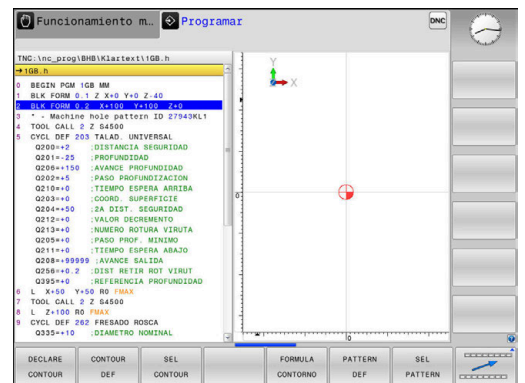 Funcionamiento m...
Programar
DNC
TNC:\nc_prog\BHB\Klartext\1GB.h
→1GB.h
0 BEGIN PGM 1GB MM
1 BLK FORM 0.1 Z X+0 Y+0 Z-40
2 BLK FORM 0.2 X+100 Y+100 Z+0
3 * - Machine hole pattern ID 27943KL1
4 TOOL CALL 2 Z S4500
5 CYCL DEF 203 TALAD. UNIVERSAL
Q200=+2 ;DISTANCIA SEGURIDAD
Q201=-25 ;PROFUNDIDAD
Q206=+150 ;AVANCE PROFUNDIDAD
Q202=+5 ;PASO PROFUNDIZACION
Q210=+0 ;TIEMPO ESPERA ARRIBA
Q203=+0 ;COORD. SUPERFICIE
Q204=+50 ;2A DIST. SEGURIDAD
Q212=+0 ;VALOR DECREMENTO
Q213=+0 ;NUMERO ROTURA VIRUTA
Q205=+0 ;PASO PROF. MINIMO
Q211=+0 ;TIEMPO ESPERA ABAJO
Q208=+99999 ;AVANCE SALIDA
Q256=+0.2 ;DIST RETIR ROT VIRUT
Q395=+0 ;REFERENCIA PROFUNDIDAD
6 L X+50 Y+50 R0 FMAX
7 TOOL CALL 2 Z S4500
8 L Z+100 R0 FMAX
9 CYCL DEF 262 FRESADO ROSCA
Q335=+10 ;DIAMETRO NOMINAL
Y
X
0
0
DECLARE CONTOUR
CONTOUR DEF
SEL CONTOUR
FORMULA CONTORNO
PATTERN DEF
SEL PATTERN